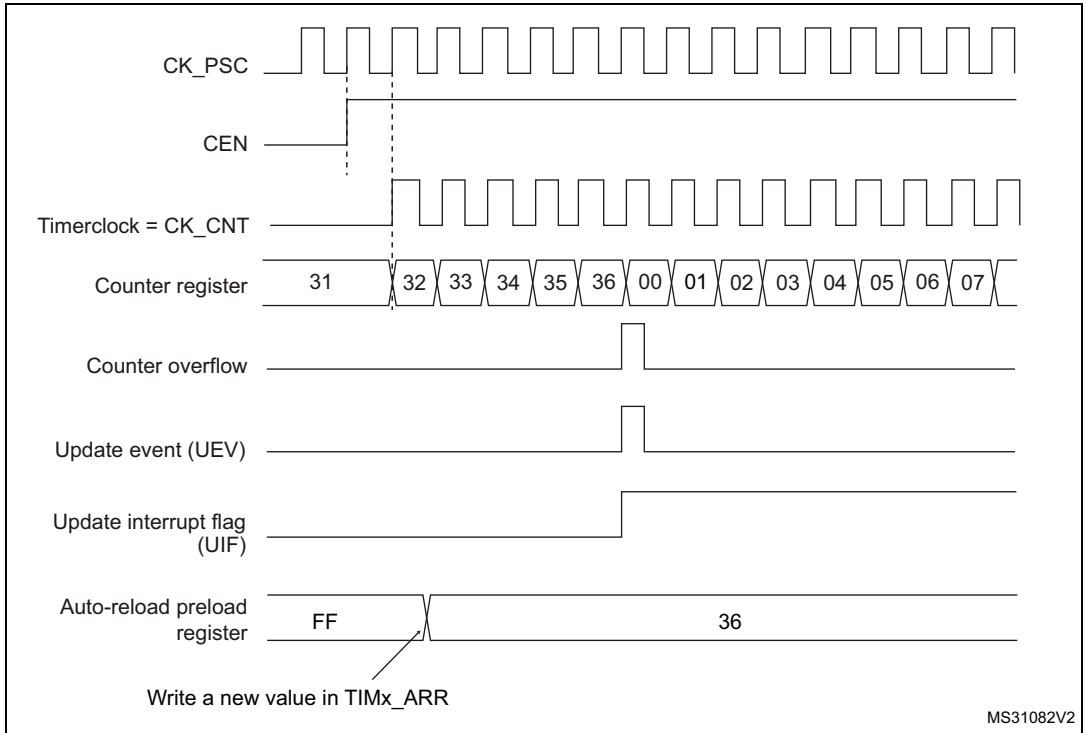 CK_PSC
CEN
Timerclock = CK_CNT
Counter register 31 32 33 34 35 36 00 01 02 03 04 05 06 07
Counter overflow
Update event (UEV)
Update interrupt flag
(UIF)
Auto-reload preload
register FF 36
Write a new value in TIMx_ARR
MS31082V2